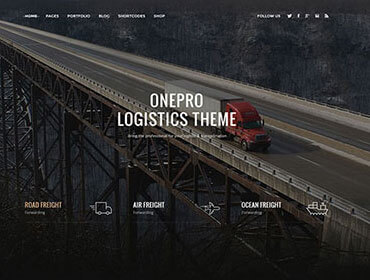 HOME PAGES PORTFOLIO BLOG SHORTCODES SHOP FOLLOW US
ONEPRO
LOGISTICS THEME
ROAD FREIGHT AIR FREIGHT OCEAN FREIGHT
Forwarding Forwarding Forwarding